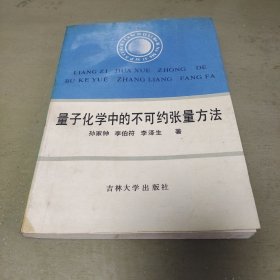 LIANG ZI HUA XUE ZHONG DE
BU KE YUE ZHANG LIANG FANG FA
量子化学中的不可约张量方法
孙家钟 李伯符 李泽生 著
吉林大学出版社